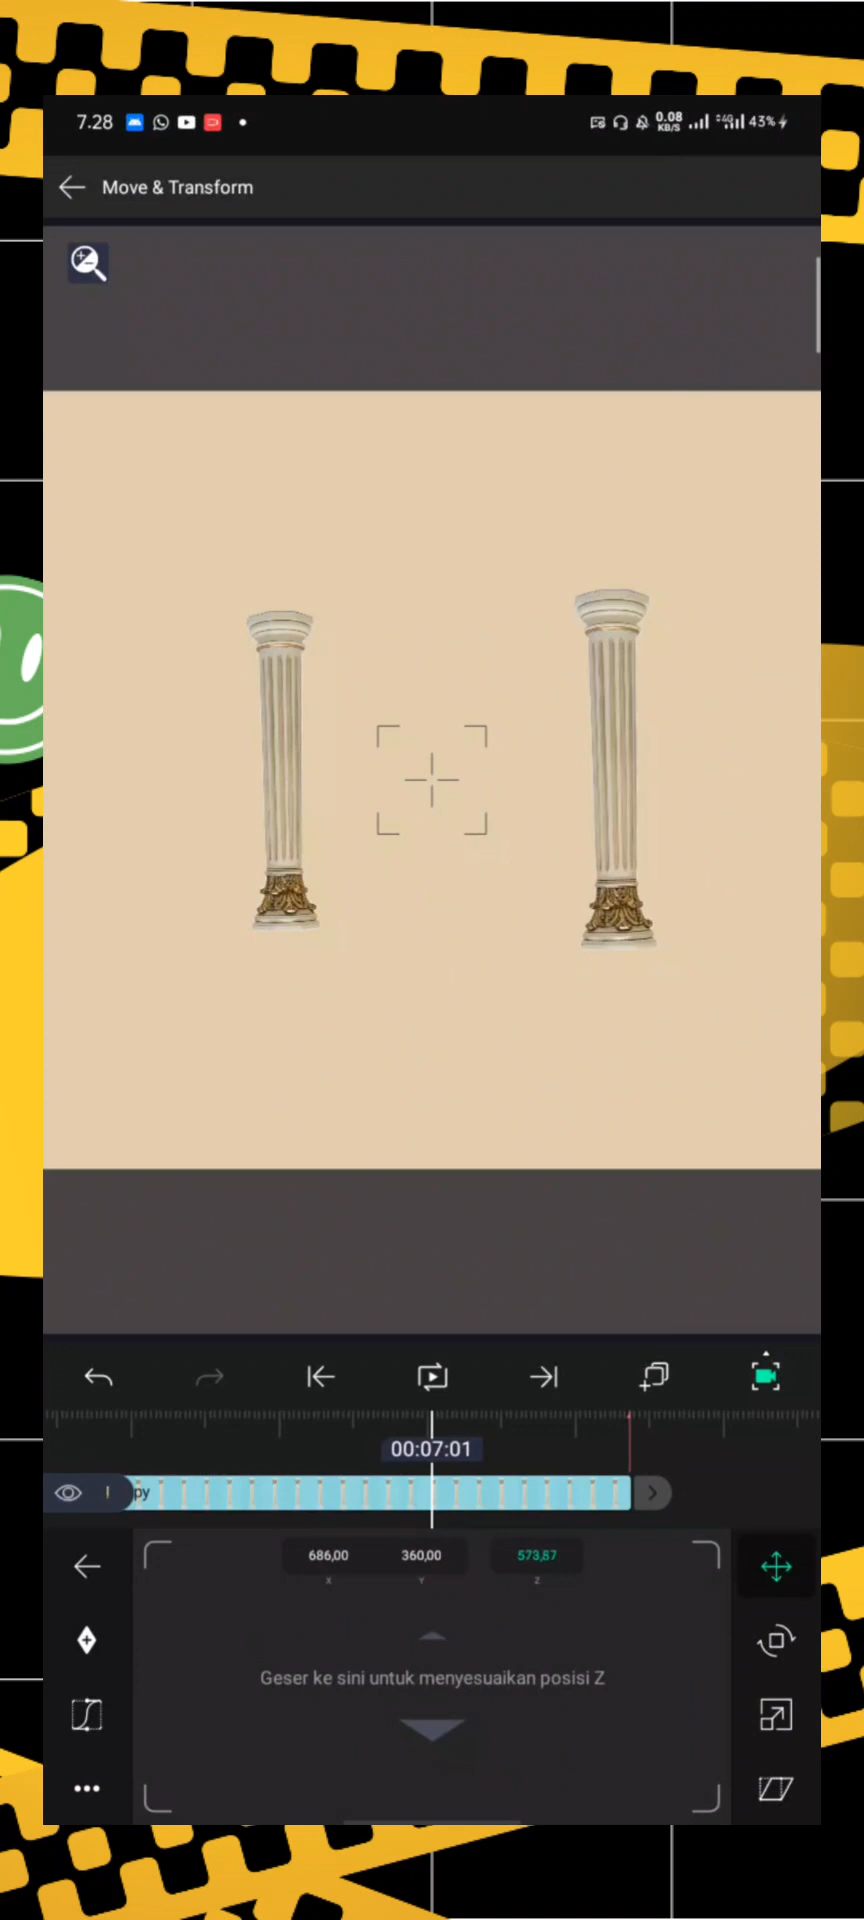 7.28
0.08
KB/S
4G
43%
Move & Transform
00:07:01
py
686,00 360,00 573,87
X Y Z
Geser ke sini untuk menyesuaikan posisi Z